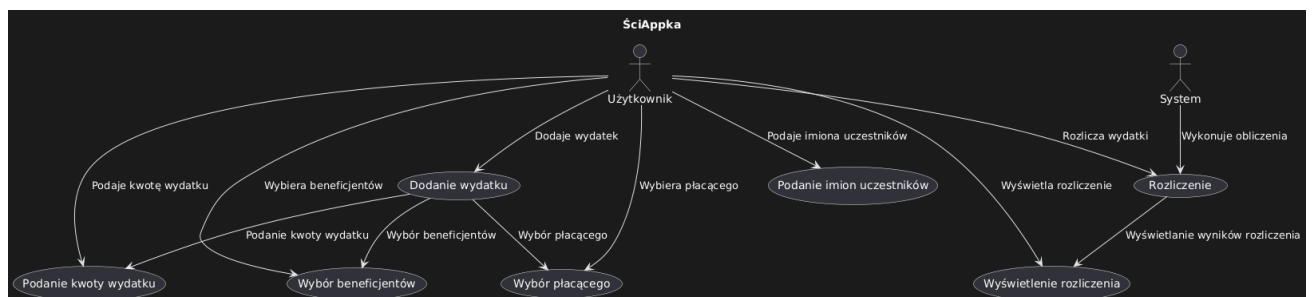 ŚciAppka
Użytkownik
System
Dodaje wydatek
Podaje imiona uczestników
Rozlicza wydatki
Wykonuje obliczenia
Podaje kwotę wydatku
Wybiera beneficjentów
Dodanie wydatku
Wybiera płacącego
Podanie imion uczestników
Wyświetla rozliczenie
Rozliczenie
Podanie kwoty wydatku
Wybór beneficjentów
Wybór płacącego
Wyświetlanie wyników rozliczenia
Podanie kwoty wydatku
Wybór beneficjentów
Wybór płacącego
Wyświetlenie rozliczenia